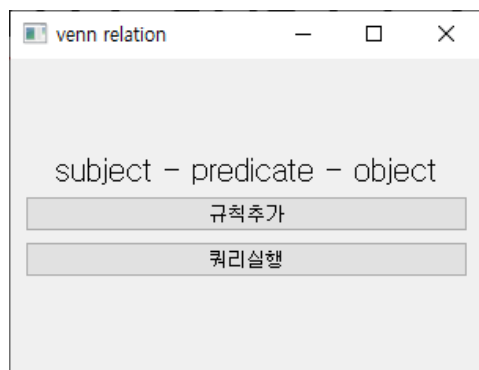 venn relation
subject - predicate - object
규칙추가
쿼리실행